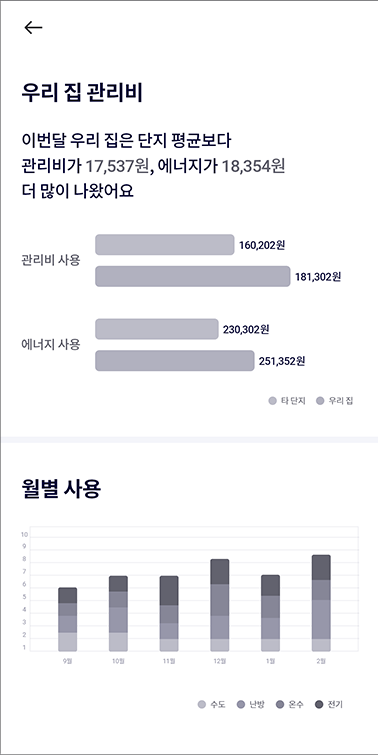 우리 집 관리비
이번달 우리 집은 단지 평균보다
관리비가 17,537원, 에너지가 18,354원
더 많이 나왔어요
관리비 사용
160,202원
181,302원
에너지 사용
230,302원
251,352원
타 단지 우리 집
월별 사용
10
9
8
7
6
5
4
3
2
1
9월 10월 11월 12월 1월 2월
수도 난방 온수 전기